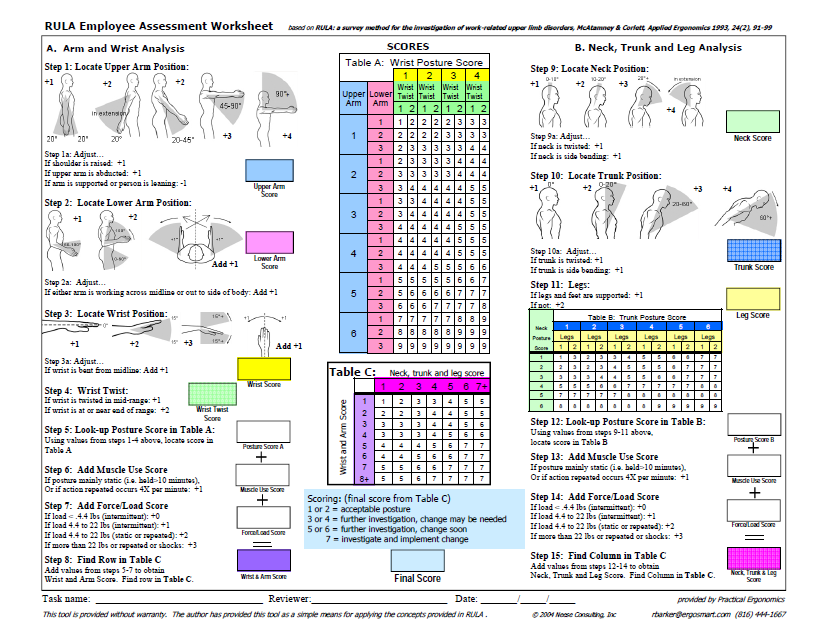 RULA Employee Assessment Worksheet
based on RULA: a survey method for the investigation of work-related upper limb disorders, McAtamney & Corlett, Applied Ergonomics 1993, 24(2), 91-99
A. Arm and Wrist Analysis
Step 1: Locate Upper Arm Position:
+1 +2 +2 +3 +4
20° 20° in extension 20° 20-45° 45-90° 90°+
Step 1a: Adjust…
If shoulder is raised: +1
If upper arm is abducted: +1
If arm is supported or person is leaning: -1
Upper Arm
Score
Step 2: Locate Lower Arm Position:
+1 +2
Add +1
Lower Arm
Score
Step 2a: Adjust…
If either arm is working across midline or out to side of body: Add +1
Step 3: Locate Wrist Position:
0° 15° 15° 15°+ 15°+
+1 +2 +3 Add +1
Step 3a: Adjust…
If wrist is bent from midline: Add +1
Wrist Score
Step 4: Wrist Twist:
If wrist is twisted in mid-range: +1
If wrist is at or near end of range: +2
Wrist Twist
Score
Step 5: Look-up Posture Score in Table A:
Using values from steps 1-4 above, locate score in
Table A
Posture Score A
+
Step 6: Add Muscle Use Score
If posture mainly static (i.e. held>10 minutes),
Or if action repeated occurs 4X per minute: +1
Muscle Use Score
+
Step 7: Add Force/Load Score
If load < .4.4 lbs (intermittent): +0
If load 4.4 to 22 lbs (intermittent): +1
If load 4.4 to 22 lbs (static or repeated): +2
If more than 22 lbs or repeated or shocks: +3
Force/Load Score
=
Step 8: Find Row in Table C
Add values from steps 5-7 to obtain
Wrist and Arm Score. Find row in Table C.
Wrist & Arm Score
SCORES
Table A: Wrist Posture Score
1 2 3 4
Upper Arm Lower Arm Wrist Twist Wrist Twist Wrist Twist Wrist Twist
1 2 1 2 1 2 1 2
1 1 1 2 2 2 2 3 3 3
2 2 2 2 2 3 3 3 3
3 2 3 3 3 3 3 4 4
2 1 2 3 3 3 3 4 4 4
2 3 3 3 3 3 4 4 4
3 3 4 4 4 4 4 5 5
3 1 3 3 4 4 4 4 5 5
2 3 4 4 4 4 4 5 5
3 4 4 4 4 4 5 5 5
4 1 4 4 4 4 4 5 5 5
2 4 4 4 4 4 5 5 5
3 4 4 4 5 5 5 6 6
5 1 5 5 5 5 5 6 6 7
2 5 6 6 6 6 7 7 7
3 6 6 6 7 7 7 7 8
6 1 7 7 7 7 7 8 8 9
2 8 8 8 8 8 9 9 9
3 9 9 9 9 9 9 9 9
Table C: Neck, trunk and leg score
1 2 3 4 5 6 7+
Wrist and Arm Score
1 1 2 3 3 4 5 5
2 2 2 3 4 4 5 5
3 3 3 3 4 4 5 6
4 3 3 3 4 5 6 6
5 4 4 4 5 6 7 7
6 4 4 5 6 6 7 7
7 5 5 6 6 7 7 7
8+ 5 5 6 7 7 7 7
Scoring: (final score from Table C)
1 or 2 = acceptable posture
3 or 4 = further investigation, change may be needed
5 or 6 = further investigation, change soon
7 = investigate and implement change
Final Score
B. Neck, Trunk and Leg Analysis
Step 9: Locate Neck Position:
+1 +2 +3 +4
0-10° 10-20° 20°+ in extension
Neck Score
Step 9a: Adjust…
If neck is twisted: +1
If neck is side bending: +1
Step 10: Locate Trunk Position:
+1 +2 +3 +4
0° 0-20° 20-60° 60°+
Step 10a: Adjust…
If trunk is twisted: +1
If trunk is side bending: +1
Trunk Score
Step 11: Legs:
If legs and feet are supported: +1
If not: +2
Leg Score
Table B: Trunk Posture Score
Neck Posture Score
1 2 3 4 5 6
Legs Legs Legs Legs Legs Legs
1 2 1 2 1 2 1 2 1 2 1 2
1 1 3 2 3 3 4 5 5 6 6 7 7
2 2 3 2 3 4 5 5 5 6 7 7 7
3 3 3 3 4 4 5 5 6 6 7 7 7
4 5 5 5 6 6 7 7 7 7 7 8 8
5 7 7 7 7 7 8 8 8 8 8 8 8
6 8 8 8 8 8 8 8 9 9 9 9 9
Step 12: Look-up Posture Score in Table B:
Using values from steps 9-11 above,
locate score in Table B
Posture Score B
+
Step 13: Add Muscle Use Score
If posture mainly static (i.e. held>10 minutes),
Or if action repeated occurs 4X per minute: +1
Muscle Use Score
+
Step 14: Add Force/Load Score
If load < .4.4 lbs (intermittent): +0
If load 4.4 to 22 lbs (intermittent): +1
If load 4.4 to 22 lbs (static or repeated): +2
If more than 22 lbs or repeated or shocks: +3
Force/Load Score
=
Step 15: Find Column in Table C
Add values from steps 12-14 to obtain
Neck, Trunk and Leg Score. Find Column in Table C.
Neck, Trunk & Leg
Score
Task name: Reviewer: Date: / / provided by Practical Ergonomics
This tool is provided without warranty. The author has provided this tool as a simple means for applying the concepts provided in RULA. © 2004 Neese Consulting, Inc rbarker@ergosmart.com (816) 444-1667